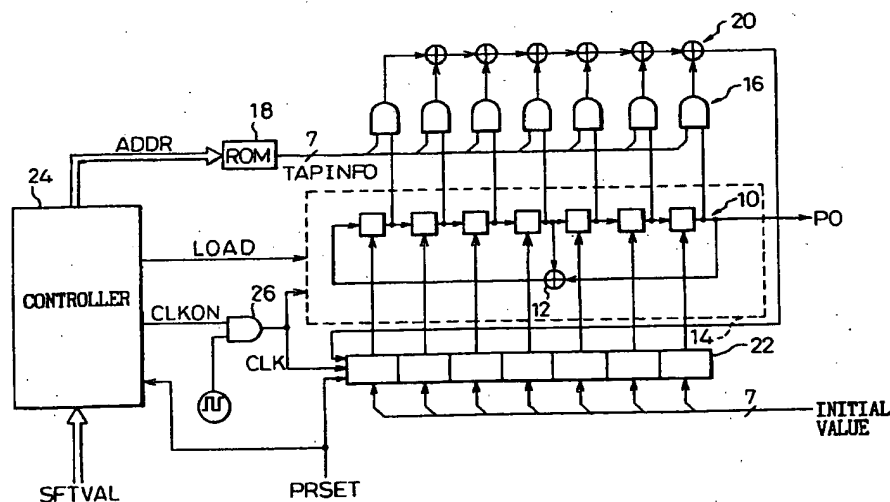 20
16
18
7
ADDR
ROM
TAPINFO
24
10
PO
LOAD
CONTROLLER
26
12
CLKON
14
22
CLK
7
INITIAL
VALUE
SFTVAL
PRSET